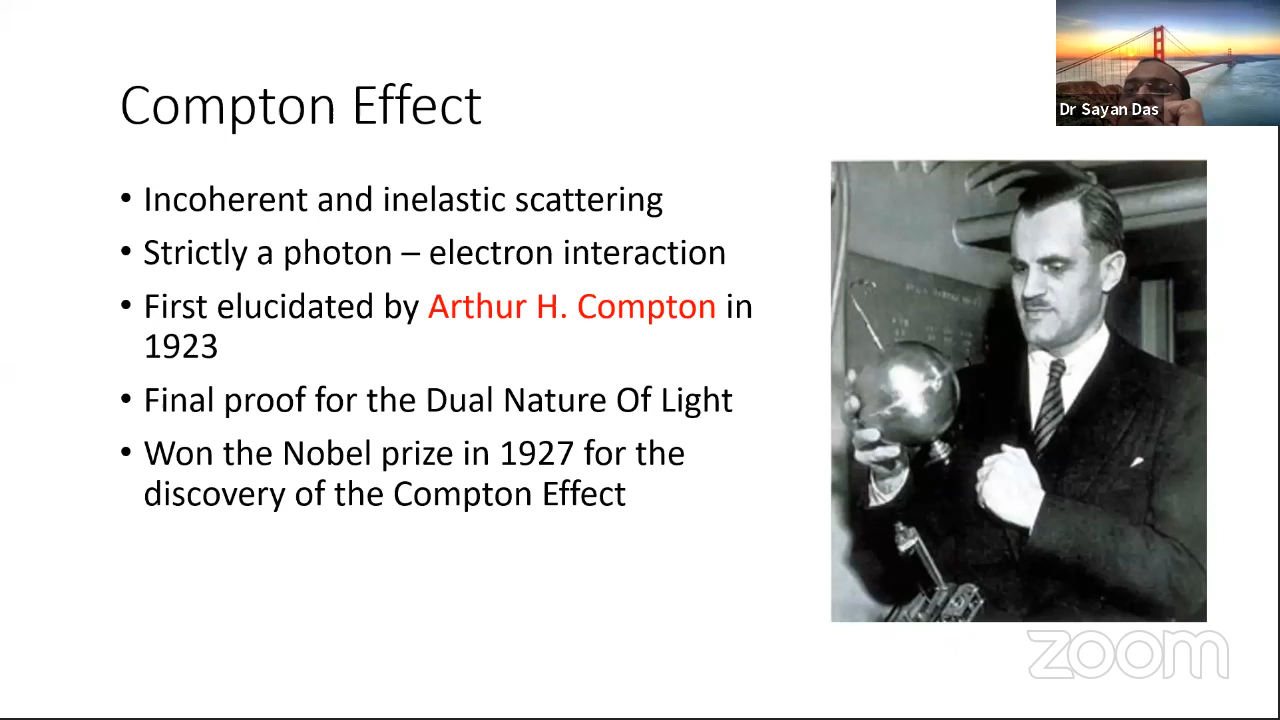 Compton Effect
Dr Sayan Das
• Incoherent and inelastic scattering
• Strictly a photon – electron interaction
• First elucidated by Arthur H. Compton in
1923
• Final proof for the Dual Nature Of Light
• Won the Nobel prize in 1927 for the
discovery of the Compton Effect
zoom